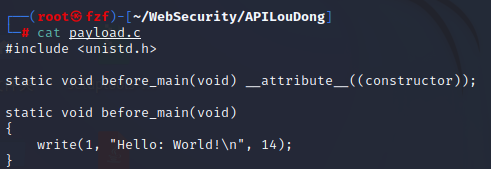 ┌──(root㉿fzf)-[~/WebSecurity/APILouDong]
└─# cat payload.c
#include <unistd.h>

static void before_main(void) __attribute__((constructor));

static void before_main(void)
{
    write(1, "Hello: World!\n", 14);
}